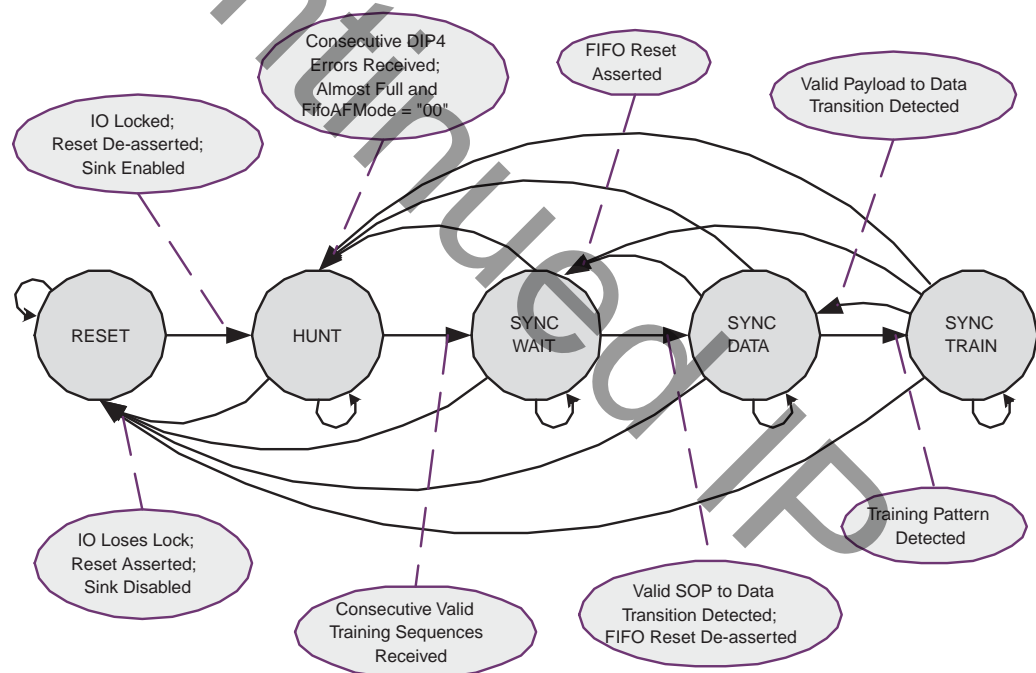 Consecutive DIP4
Errors Received;
Almost Full and
FifoAFMode = "00"
FIFO Reset
Asserted
Valid Payload to Data
Transition Detected
IO Locked;
Reset De-asserted;
Sink Enabled
RESET
HUNT
SYNC
WAIT
SYNC
DATA
SYNC
TRAIN
IO Loses Lock;
Reset Asserted;
Sink Disabled
Consecutive Valid
Training Sequences
Received
Valid SOP to Data
Transition Detected;
FIFO Reset De-asserted
Training Pattern
Detected
IP